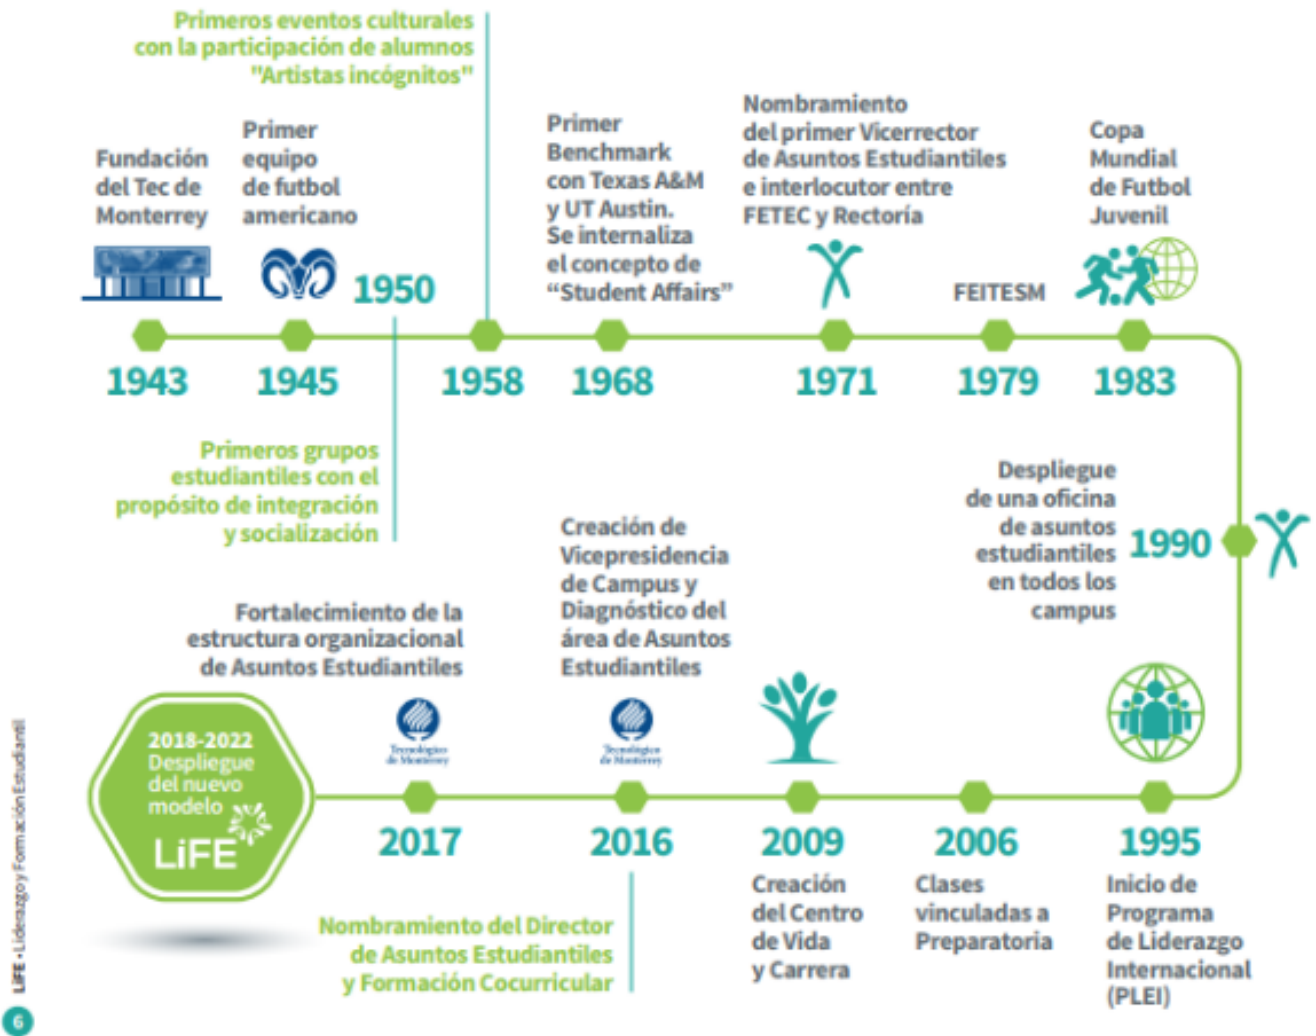 Primeros eventos culturales
con la participación de alumnos
"Artistas incógnitos"
Fundación
del Tec de
Monterrey
1943
Primer
equipo
de futbol
americano
1945
1950
Primeros grupos
estudiantiles con el
propósito de integración
y socialización
1958
Primer
Benchmark
con Texas A&M
y UT Austin.
Se internaliza
el concepto de
“Student Affairs”
1968
Nombramiento
del primer Vicerrector
de Asuntos Estudiantiles
e interlocutor entre
FETEC y Rectoría
1971
FEITESM
1979
Copa
Mundial
de Futbol
Juvenil
1983
Despliegue
de una oficina
de asuntos
estudiantiles
en todos los
campus
1990
1995
Inicio de
Programa
de Liderazgo
Internacional
(PLEI)
2006
Clases
vinculadas a
Preparatoria
2009
Creación
del Centro
de Vida
y Carrera
Creación de
Vicepresidencia
de Campus y
Diagnóstico del
área de Asuntos
Estudiantiles
Tecnológico
de Monterrey
2016
Nombramiento del Director
de Asuntos Estudiantiles
y Formación Cocurricular
Fortalecimiento de la
estructura organizacional
de Asuntos Estudiantiles
Tecnológico
de Monterrey
2017
2018-2022
Despliegue
del nuevo
modelo
LiFE
LiFE • Liderazgo y Formación Estudiantil
6